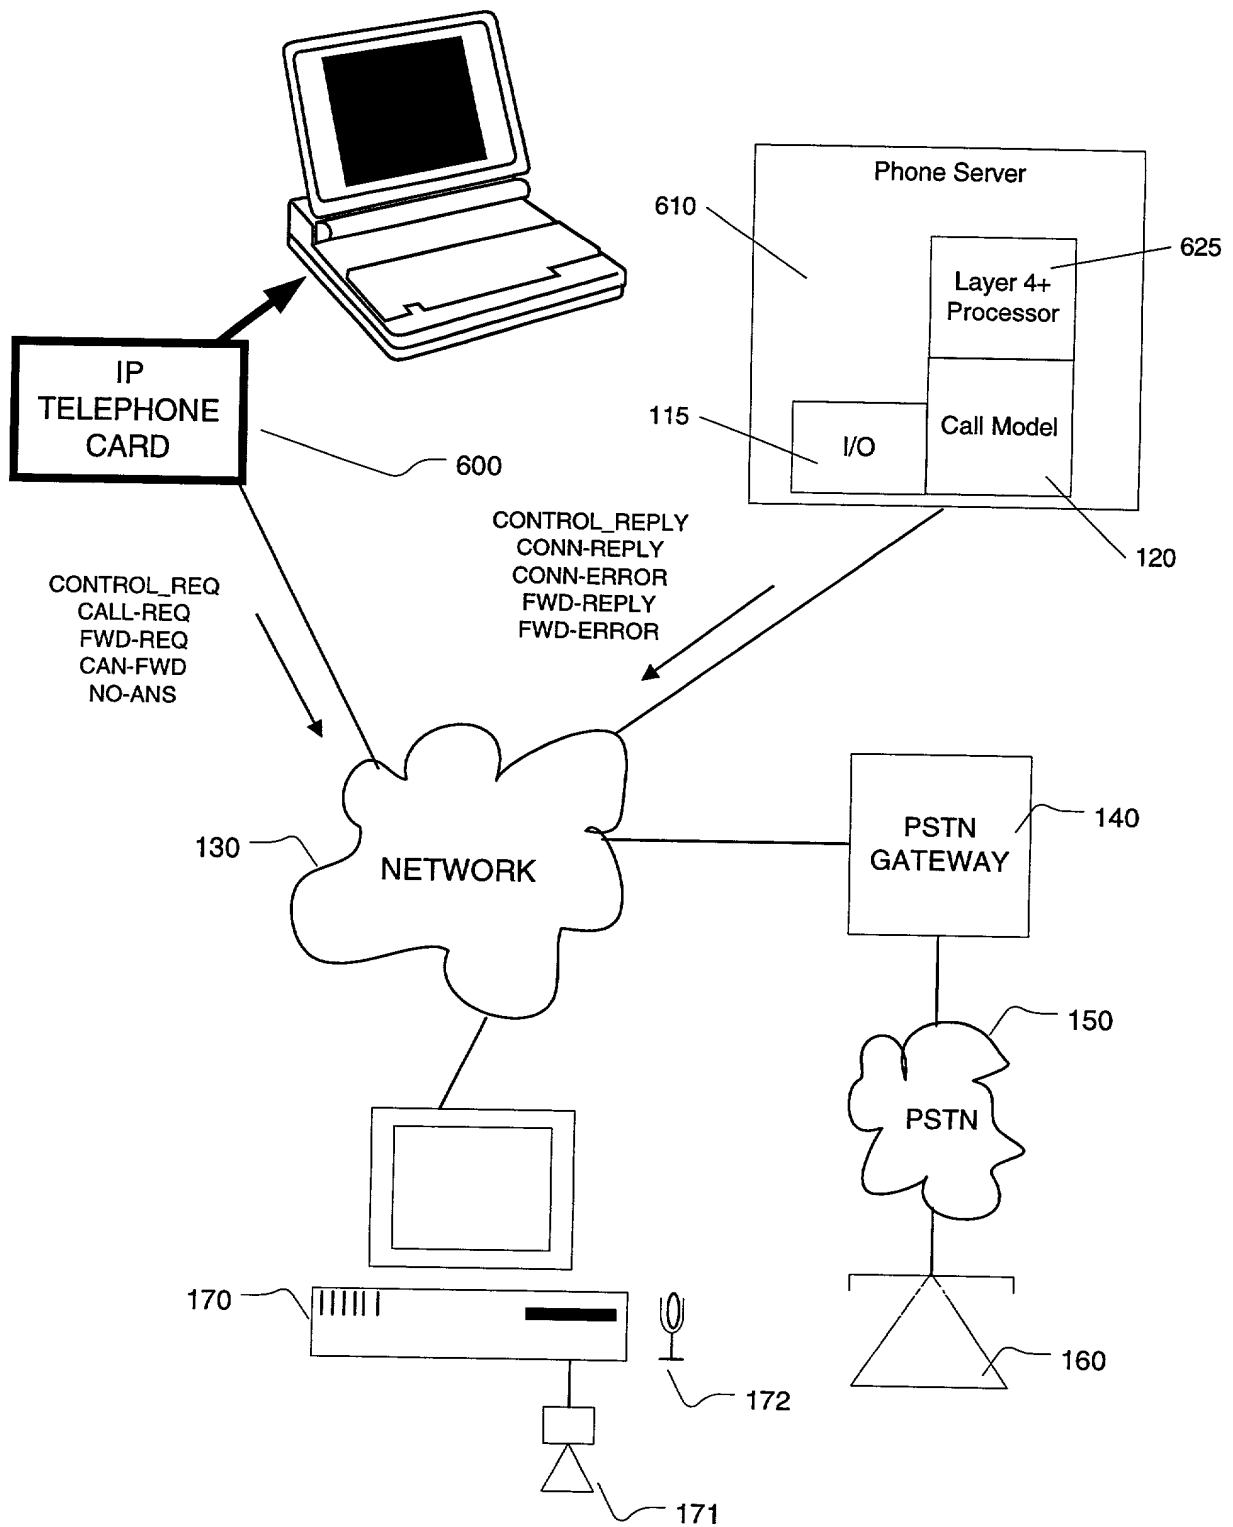 Phone Server
610
625
Layer 4+
Processor
IP
TELEPHONE
CARD
115
I/O
Call Model
600
120
CONTROL_REPLY
CONN-REPLY
CONN-ERROR
FWD-REPLY
FWD-ERROR
CONTROL_REQ
CALL-REQ
FWD-REQ
CAN-FWD
NO-ANS
130
NETWORK
PSTN
GATEWAY
140
150
PSTN
170
160
172
171